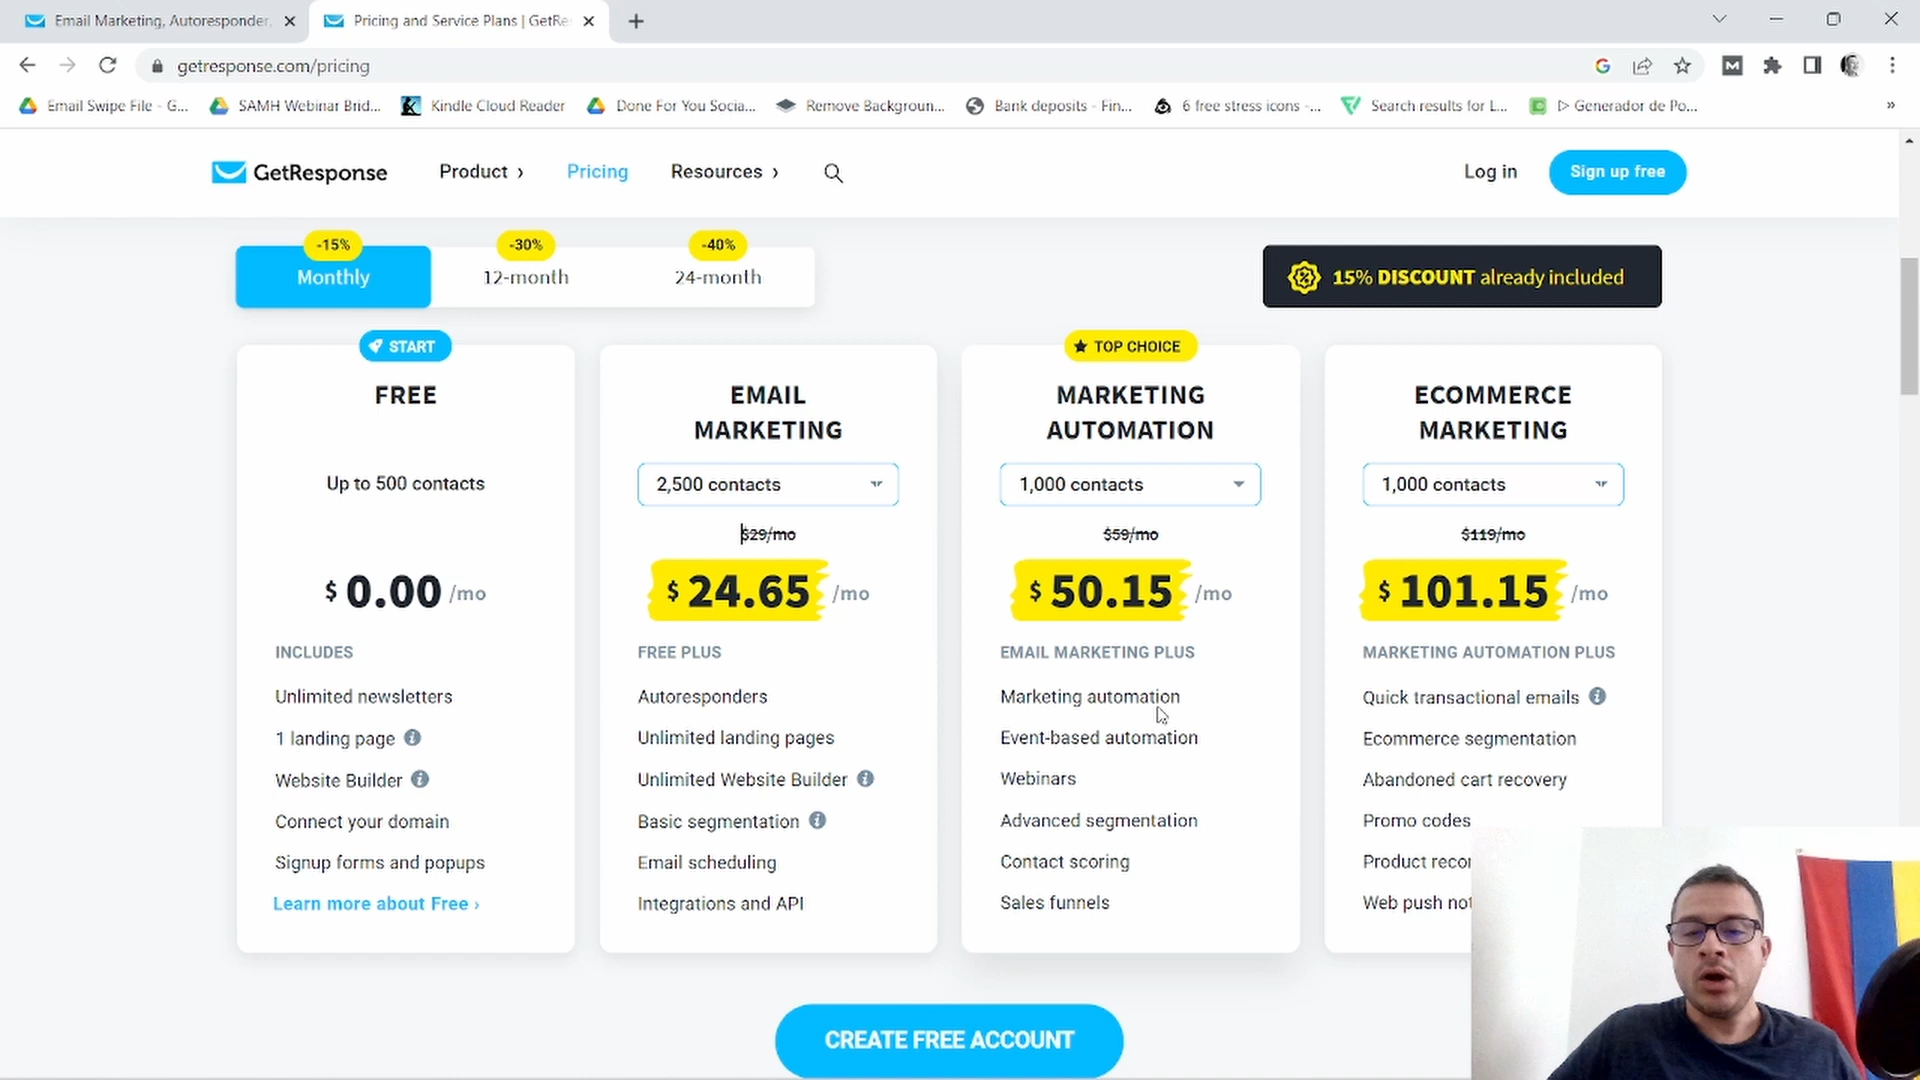 Email Marketing, Autoresponder,
Pricing and Service Plans | GetRe
getresponse.com/pricing
Email Swipe File - G...
SAMH Webinar Brid...
Kindle Cloud Reader
Done For You Socia...
Remove Backgroun...
Bank deposits - Fin...
6 free stress icons -...
Search results for L...
▷ Generador de Po...
»
GetResponse
Product ›
Pricing
Resources ›
Log in
Sign up free
-15%
Monthly
-30%
12-month
-40%
24-month
15% DISCOUNT already included
START
FREE
Up to 500 contacts
$ 0.00 /mo
INCLUDES
Unlimited newsletters
1 landing page
Website Builder
Connect your domain
Signup forms and popups
Learn more about Free ›
EMAIL
MARKETING
2,500 contacts
$29/mo
$ 24.65 /mo
FREE PLUS
Autoresponders
Unlimited landing pages
Unlimited Website Builder
Basic segmentation
Email scheduling
Integrations and API
TOP CHOICE
MARKETING
AUTOMATION
1,000 contacts
$59/mo
$ 50.15 /mo
EMAIL MARKETING PLUS
Marketing automation
Event-based automation
Webinars
Advanced segmentation
Contact scoring
Sales funnels
ECOMMERCE
MARKETING
1,000 contacts
$119/mo
$ 101.15 /mo
MARKETING AUTOMATION PLUS
Quick transactional emails
Ecommerce segmentation
Abandoned cart recovery
Promo codes
Product recor
Web push not
CREATE FREE ACCOUNT